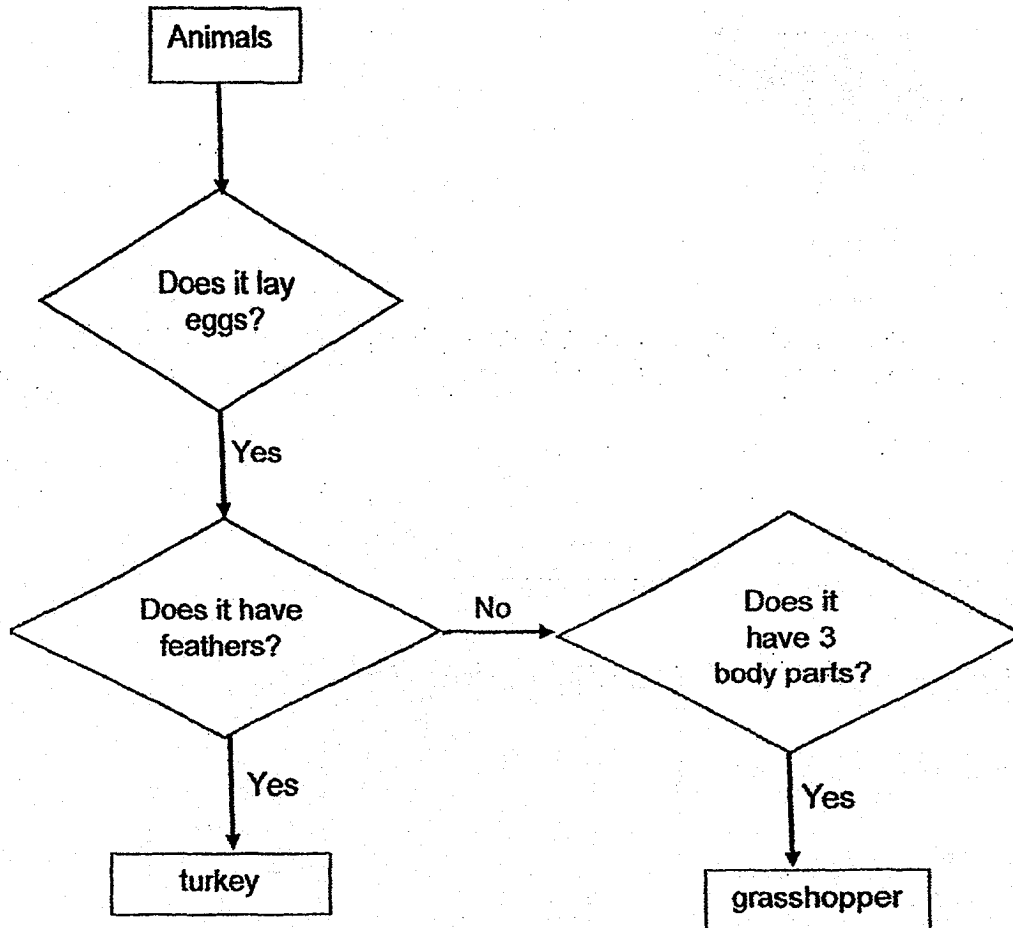 Animals
Does it lay
eggs?
Yes
Does it have
feathers?
No
Does it
have 3
body parts?
Yes
Yes
turkey
grasshopper